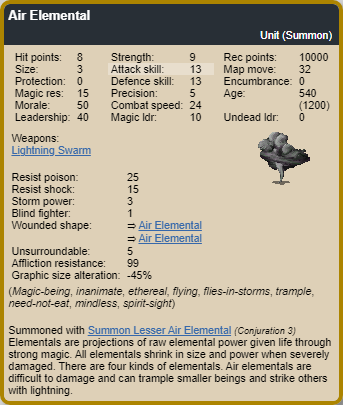 Air Elemental
Unit (Summon)
Hit points: 8 Strength: 9 Rec points: 10000
Size: 3 Attack skill: 13 Map move: 32
Protection: 0 Defence skill: 13 Encumbrance: 0
Magic res: 15 Precision: 5 Age: 540
Morale: 50 Combat speed: 24 (1200)
Leadership: 40 Magic ldr: 10 Undead ldr: 0
Weapons:
Lightning Swarm
Resist poison: 25
Resist shock: 15
Storm power: 3
Blind fighter: 1
Wounded shape: ⇒ Air Elemental
⇒ Air Elemental
Unsurroundable: 5
Affliction resistance: 99
Graphic size alteration: -45%
(Magic-being, inanimate, ethereal, flying, flies-in-storms, trample,
need-not-eat, mindless, spirit-sight)
Summoned with Summon Lesser Air Elemental (Conjuration 3)
Elementals are projections of raw elemental power given life through
strong magic. All elementals shrink in size and power when severely
damaged. There are four kinds of elementals. Air elementals are
difficult to damage and can trample smaller beings and strike others
with lightning.